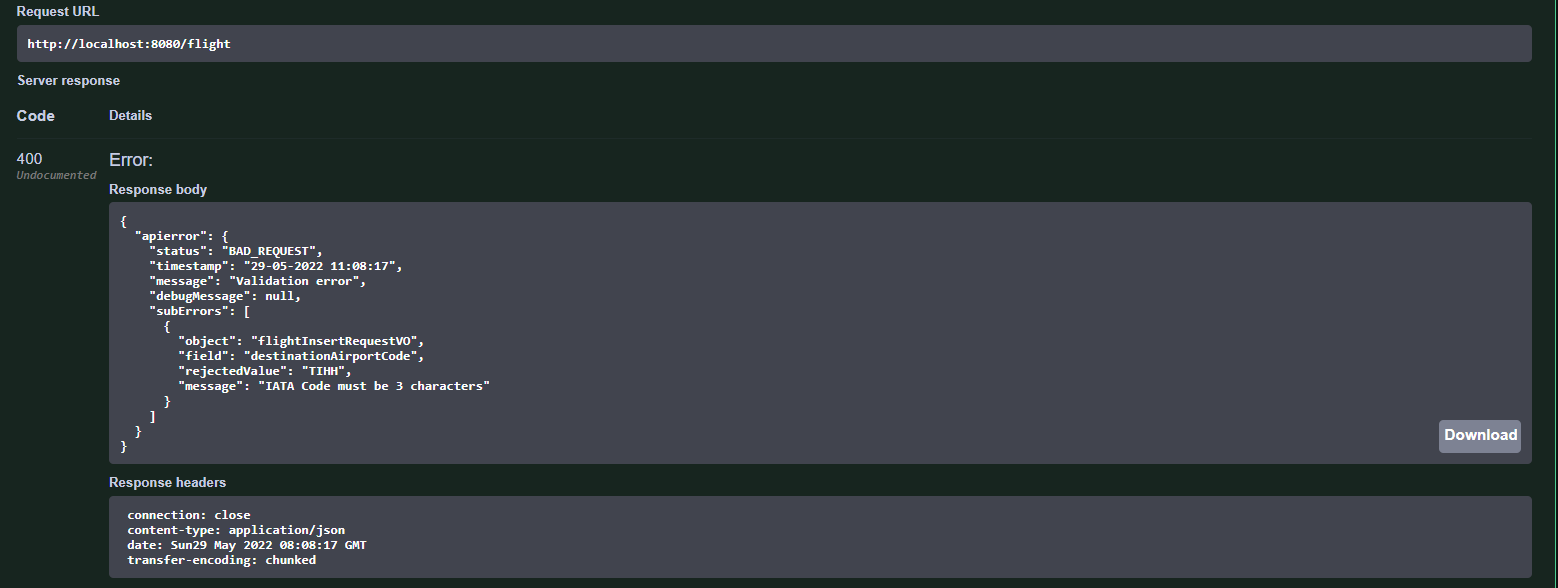 Request URL
http://localhost:8080/flight
Server response
Code Details
400 Error:
Undocumented
Response body
{
  "apierror": {
    "status": "BAD_REQUEST",
    "timestamp": "29-05-2022 11:08:17",
    "message": "Validation error",
    "debugMessage": null,
    "subErrors": [
      {
        "object": "flightInsertRequestVO",
        "field": "destinationAirportCode",
        "rejectedValue": "TIHH",
        "message": "IATA Code must be 3 characters"
      }
    ]
  }
}
Download
Response headers
connection: close
content-type: application/json
date: Sun29 May 2022 08:08:17 GMT
transfer-encoding: chunked